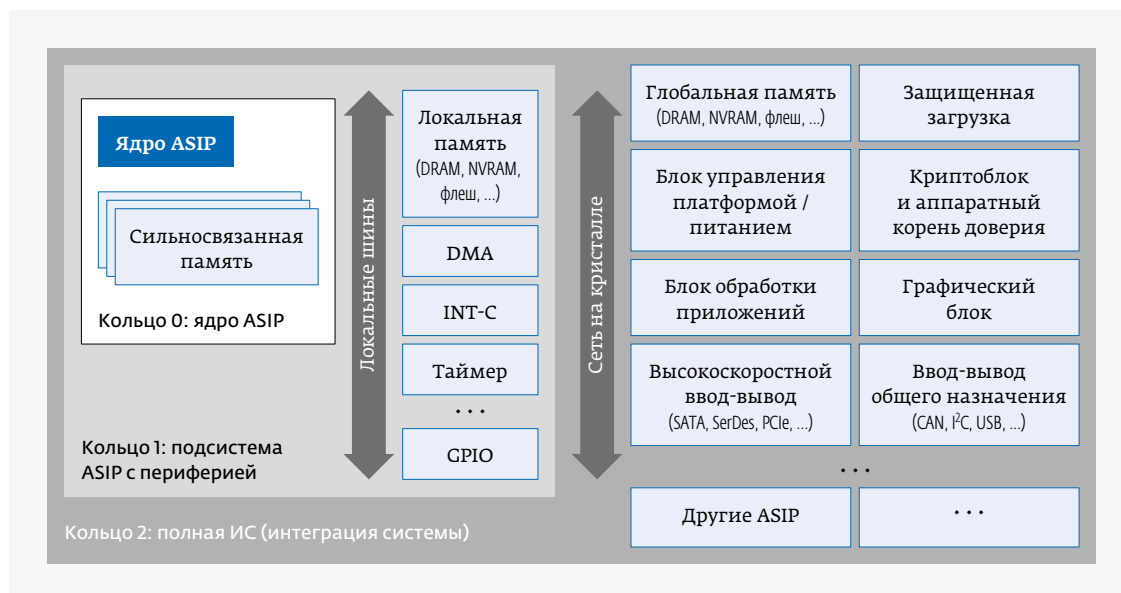 Ядро ASIP
Сильносвязанная
память
Кольцо 0: ядро ASIP
Кольцо 1: подсистема
ASIP с периферией
Локальные шины
Локальная
память
(DRAM, NVRAM,
флеш, ...)
DMA
INT-C
Таймер
...
GPIO
Сеть на кристалле
Глобальная память
(DRAM, NVRAM, флеш, ...)
Защищенная
загрузка
Блок управления
платформой /
питанием
Криптоблок
и аппаратный
корень доверия
Блок обработки
приложений
Графический
блок
Высокоскоростной
ввод-вывод
(SATA, SerDes, PCIe, ...)
Ввод-вывод
общего назначения
(CAN, I²C, USB, ...)
...
Другие ASIP
...
Кольцо 2: полная ИС (интеграция системы)